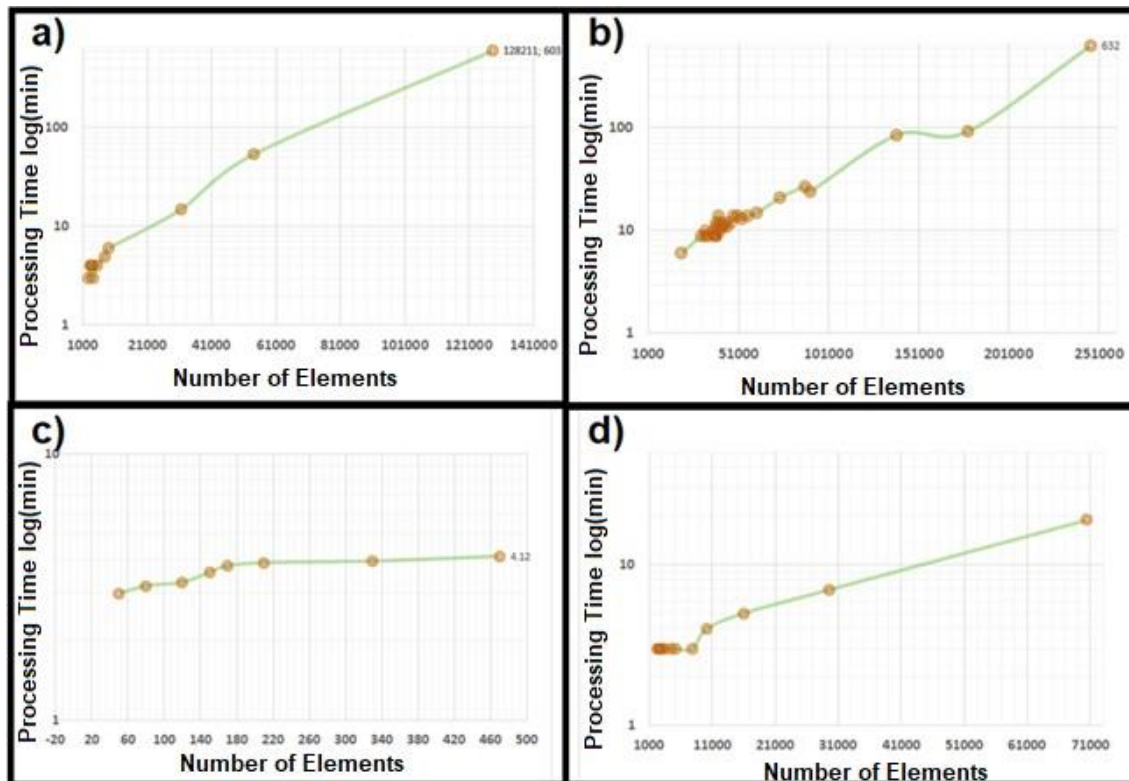 a)
Processing Time log(min)
100
10
1
128211; 603
1000 21000 41000 61000 81000 101000 121000 141000
Number of Elements
b)
Processing Time log(min)
100
10
1
632
1000 51000 101000 151000 201000 251000
Number of Elements
c)
Processing Time log(min)
10
1
4.12
-20 20 60 100 140 180 220 260 300 340 380 420 460 500
Number of Elements
d)
Processing Time log(min)
10
1
1000 11000 21000 31000 41000 51000 61000 71000
Number of Elements